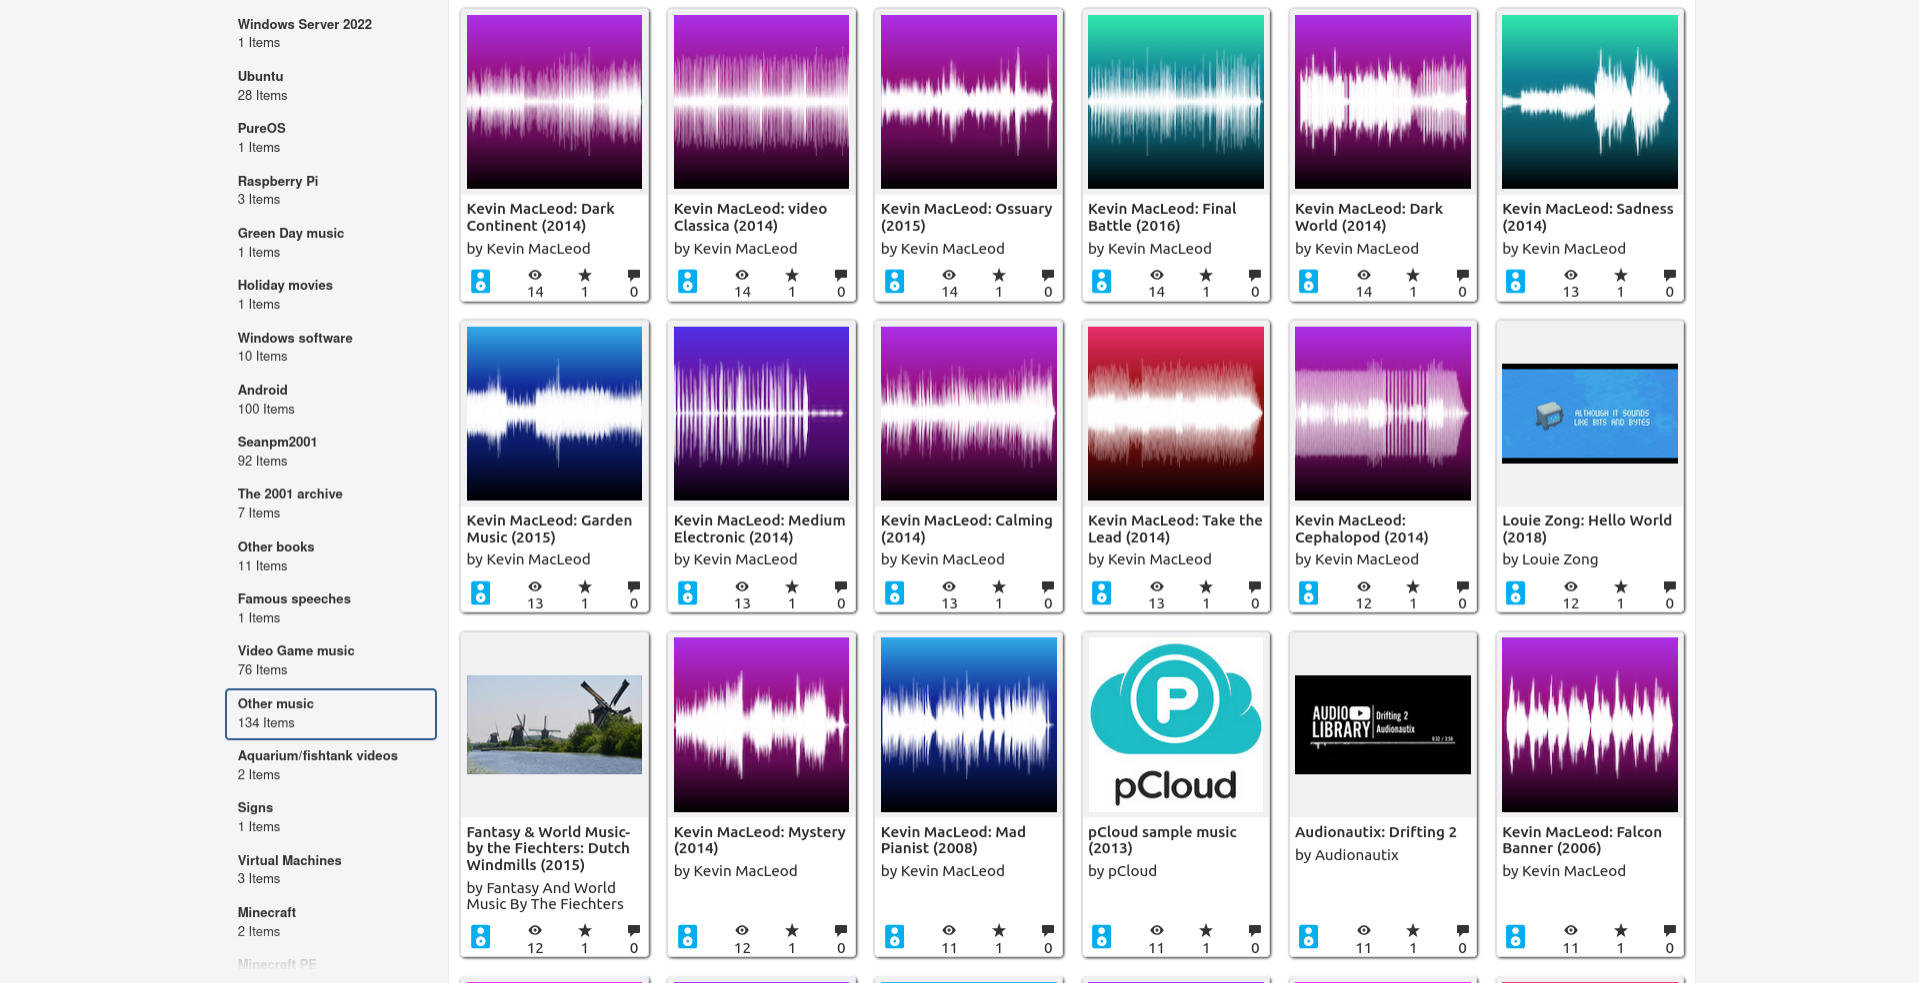 Windows Server 2022
1 Items
Ubuntu
28 Items
PureOS
1 Items
Raspberry Pi
3 Items
Green Day music
1 Items
Holiday movies
1 Items
Windows software
10 Items
Android
100 Items
Seanpm2001
92 Items
The 2001 archive
7 Items
Other books
11 Items
Famous speeches
1 Items
Video Game music
76 Items
Other music
134 Items
Aquarium/fishtank videos
2 Items
Signs
1 Items
Virtual Machines
3 Items
Minecraft
2 Items
Minecraft PE
Kevin MacLeod: Dark
Continent (2014)
by Kevin MacLeod
14 1 0
Kevin MacLeod: video
Classica (2014)
by Kevin MacLeod
14 1 0
Kevin MacLeod: Ossuary
(2015)
by Kevin MacLeod
14 1 0
Kevin MacLeod: Final
Battle (2016)
by Kevin MacLeod
14 1 0
Kevin MacLeod: Dark
World (2014)
by Kevin MacLeod
14 1 0
Kevin MacLeod: Sadness
(2014)
by Kevin MacLeod
13 1 0
Kevin MacLeod: Garden
Music (2015)
by Kevin MacLeod
13 1 0
Kevin MacLeod: Medium
Electronic (2014)
by Kevin MacLeod
13 1 0
Kevin MacLeod: Calming
(2014)
by Kevin MacLeod
13 1 0
Kevin MacLeod: Take the
Lead (2014)
by Kevin MacLeod
13 1 0
Kevin MacLeod:
Cephalopod (2014)
by Kevin MacLeod
12 1 0
ALTHOUGH IT SOUNDS
LIKE BITS AND BYTES
Louie Zong: Hello World
(2018)
by Louie Zong
12 1 0
Fantasy & World Music-
by the Fiechters: Dutch
Windmills (2015)
by Fantasy And World
Music By The Fiechters
12 1 0
Kevin MacLeod: Mystery
(2014)
by Kevin MacLeod
12 1 0
Kevin MacLeod: Mad
Pianist (2008)
by Kevin MacLeod
11 1 0
P
pCloud
pCloud sample music
(2013)
by pCloud
11 1 0
AUDIO
LIBRARY
Drifting 2
Audionautix
0:32 / 3:58
Audionautix: Drifting 2
by Audionautix
11 1 0
Kevin MacLeod: Falcon
Banner (2006)
by Kevin MacLeod
11 1 0